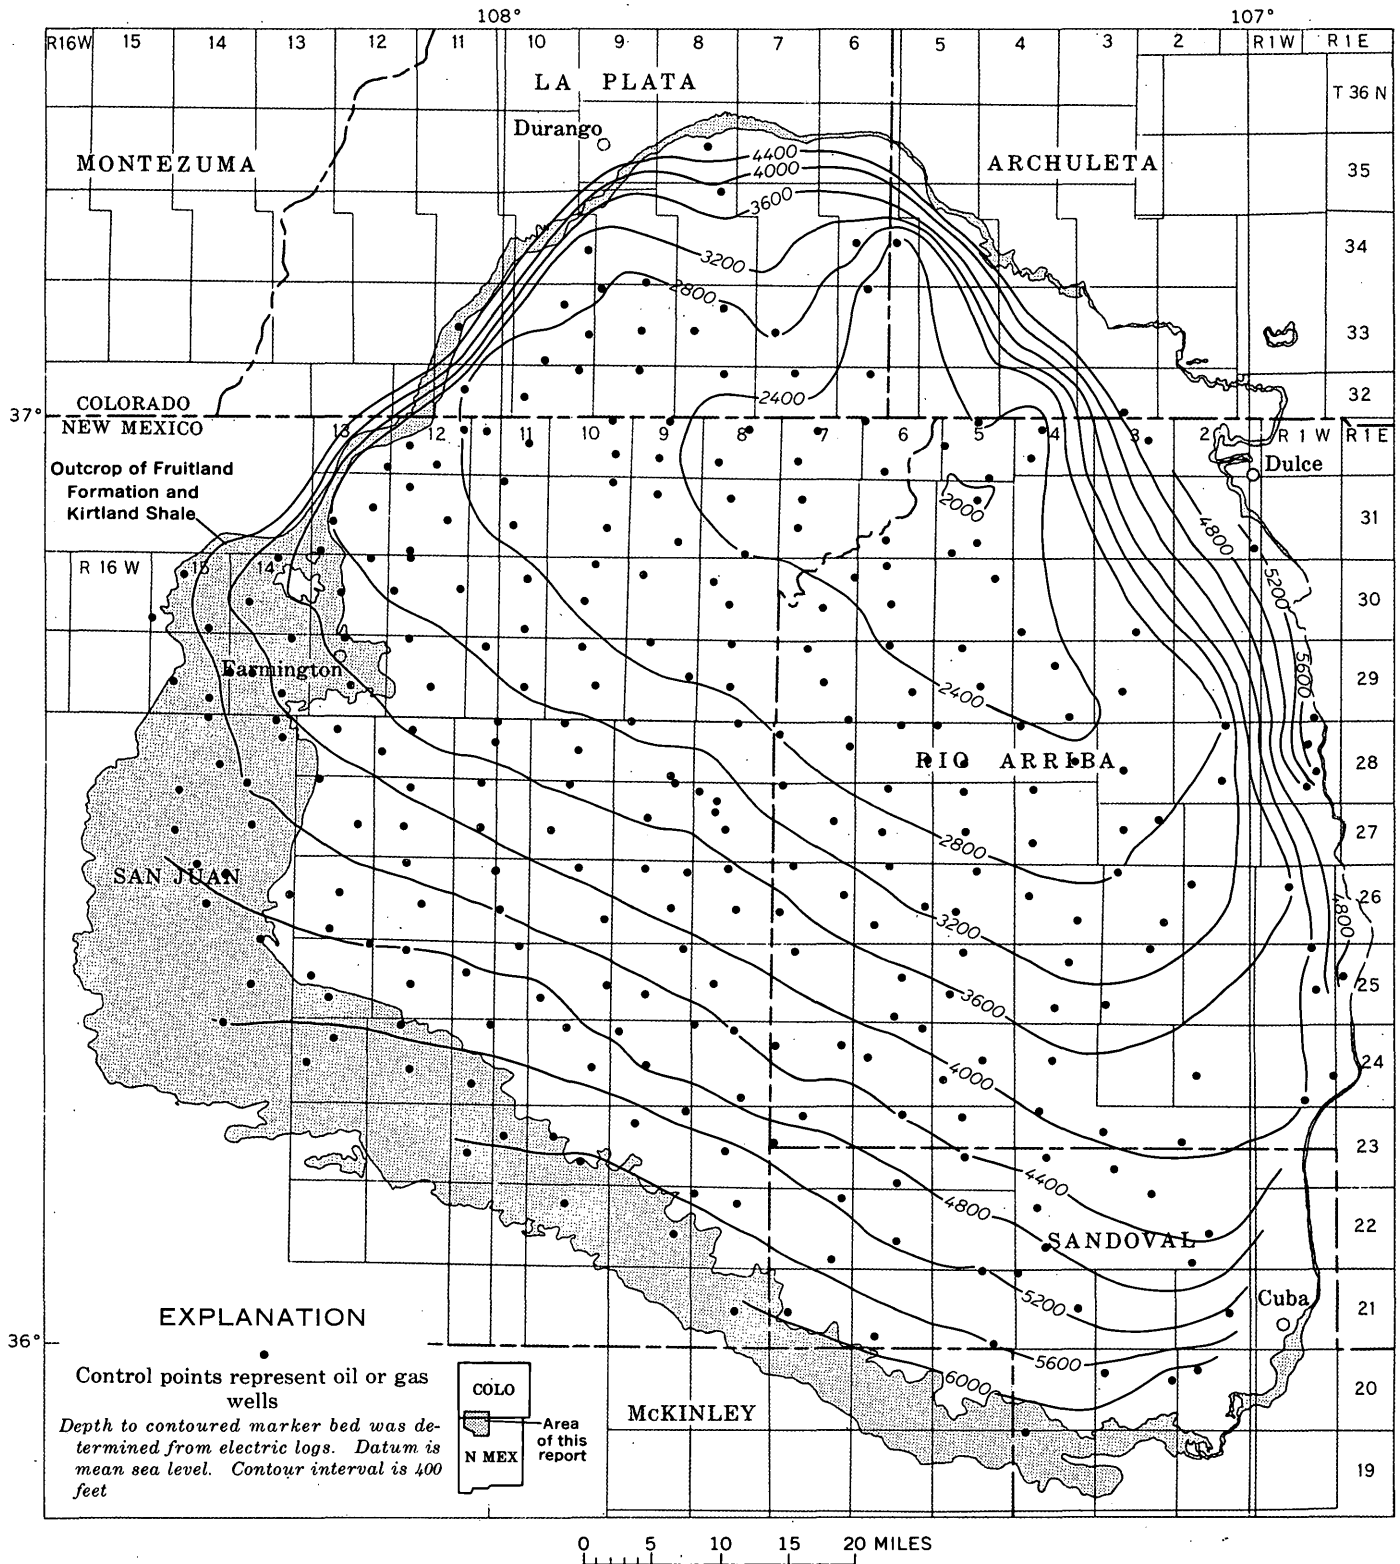 108° 107°
R16W 15 14 13 12 11 10 9 8 7 6 5 4 3 2 R1W R1E
LA PLATA
T 36 N
Durango
MONTEZUMA
ARCHULETA
4400
4000
35
3600
3200
34
2800
33
2400
32
COLORADO
37°
NEW MEXICO
13 12 11 10 9 8 7 6 5 4 3 2 R1W R1E
Outcrop of Fruitland
Formation and
Kirtland Shale
Dulce
2000
31
4800
R 16 W 15 14
5200
30
Farmington
5600
29
2400
RIO ARRIBA
28
27
2800
SAN JUAN
26
4800
3200
25
3600
24
4000
23
4400
4800
22
SANDOVAL
5200
21
Cuba
36°
5600
6000
20
McKINLEY
19
EXPLANATION
Control points represent oil or gas
wells
Depth to contoured marker bed was de-
termined from electric logs. Datum is
mean sea level. Contour interval is 400
feet
COLO
N MEX
Area
of this
report
0 5 10 15 20 MILES